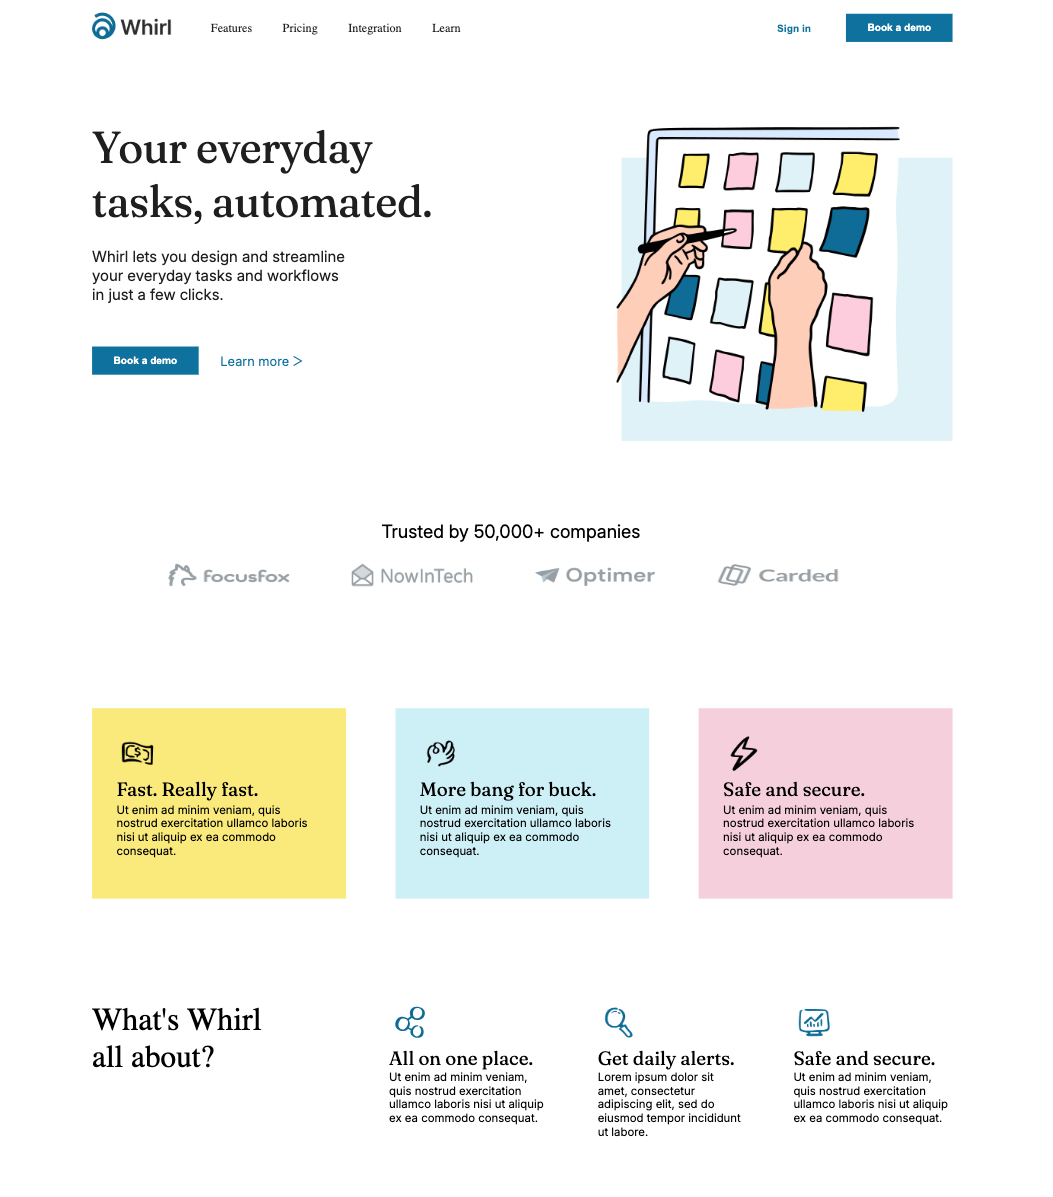 Whirl Features Pricing Integration Learn Sign in Book a demo
Your everyday
tasks, automated.
Whirl lets you design and streamline
your everyday tasks and workflows
in just a few clicks.
Book a demo Learn more >
Trusted by 50,000+ companies
focusfox NowInTech Optimer Carded
Fast. Really fast.
Ut enim ad minim veniam, quis
nostrud exercitation ullamco laboris
nisi ut aliquip ex ea commodo
consequat.
More bang for buck.
Ut enim ad minim veniam, quis
nostrud exercitation ullamco laboris
nisi ut aliquip ex ea commodo
consequat.
Safe and secure.
Ut enim ad minim veniam, quis
nostrud exercitation ullamco laboris
nisi ut aliquip ex ea commodo
consequat.
What's Whirl
all about?
All on one place.
Ut enim ad minim veniam,
quis nostrud exercitation
ullamco laboris nisi ut aliquip
ex ea commodo consequat.
Get daily alerts.
Lorem ipsum dolor sit
amet, consectetur
adipiscing elit, sed do
eiusmod tempor incididunt
ut labore.
Safe and secure.
Ut enim ad minim veniam,
quis nostrud exercitation
ullamco laboris nisi ut aliquip
ex ea commodo consequat.